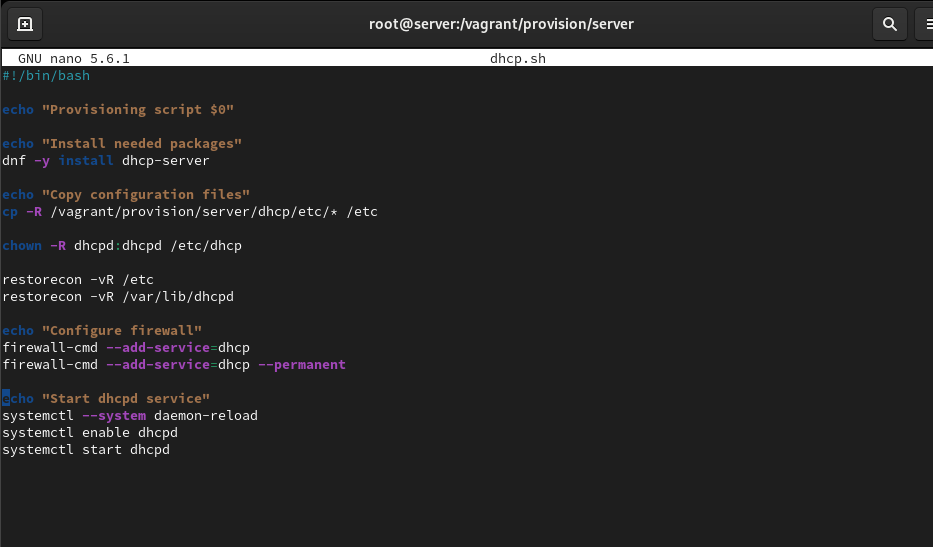 root@server:/vagrant/provision/server
GNU nano 5.6.1 dhcp.sh
#!/bin/bash
echo "Provisioning script $0"
echo "Install needed packages"
dnf -y install dhcp-server
echo "Copy configuration files"
cp -R /vagrant/provision/server/dhcp/etc/* /etc
chown -R dhcpd:dhcpd /etc/dhcp
restorecon -vR /etc
restorecon -vR /var/lib/dhcpd
echo "Configure firewall"
firewall-cmd --add-service=dhcp
firewall-cmd --add-service=dhcp --permanent
echo "Start dhcpd service"
systemctl --system daemon-reload
systemctl enable dhcpd
systemctl start dhcpd